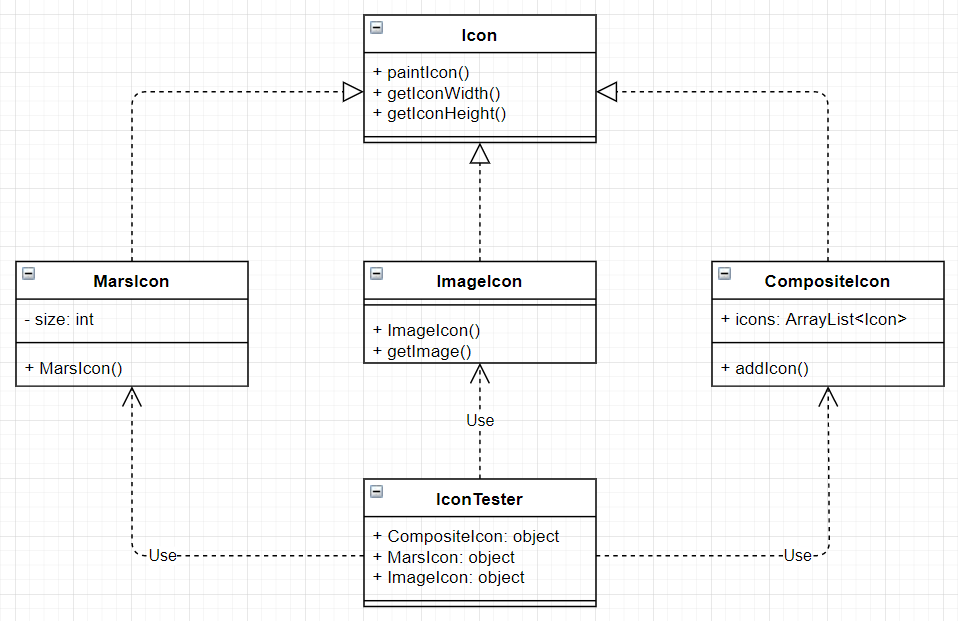 Icon
+ paintIcon()
+ getIconWidth()
+ getIconHeight()
MarsIcon
- size: int
+ MarsIcon()
ImageIcon
+ ImageIcon()
+ getImage()
CompositeIcon
+ icons: ArrayList<Icon>
+ addIcon()
Use
IconTester
+ CompositeIcon: object
+ MarsIcon: object
+ ImageIcon: object
Use
Use